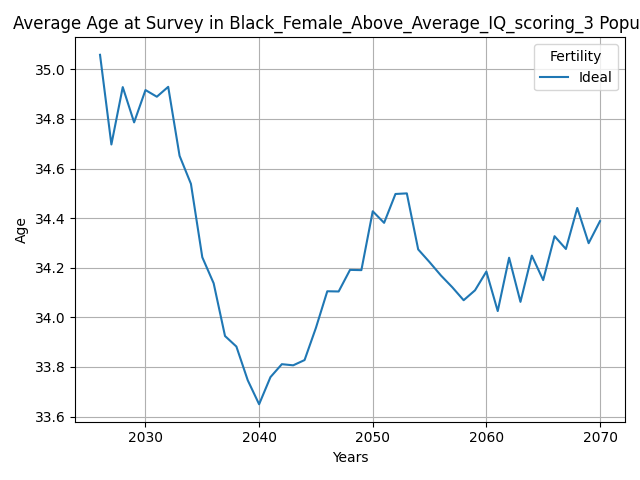 Average Age at Survey in Black_Female_Above_Average_IQ_scoring_3 Popu
Fertility
Ideal
Age
35.0
34.8
34.6
34.4
34.2
34.0
33.8
33.6
2030 2040 2050 2060 2070
Years